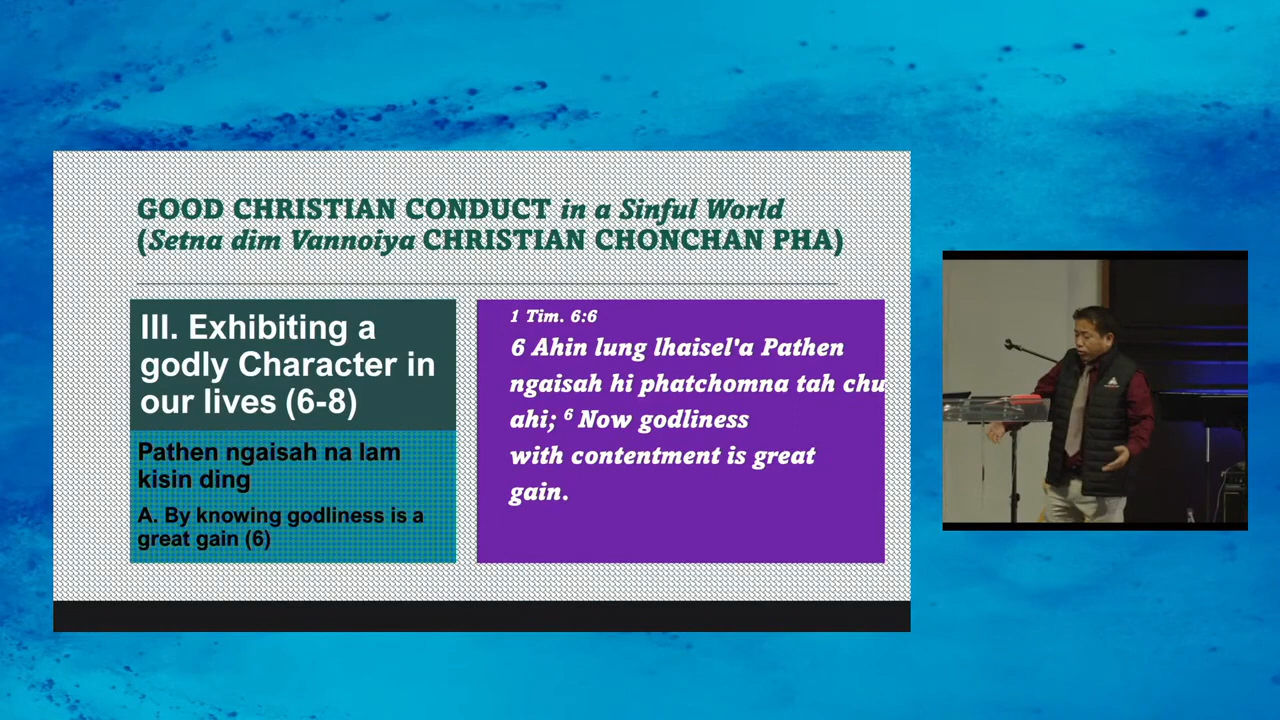 GOOD CHRISTIAN CONDUCT in a Sinful World
(Setna dim Vannoiya CHRISTIAN CHONCHAN PHA)
III. Exhibiting a
godly Character in
our lives (6-8)
Pathen ngaisah na lam
kisin ding
A. By knowing godliness is a
great gain (6)
1 Tim. 6:6
6 Ahin lung lhaisel'a Pathen
ngaisah hi phatchomna tah chu
ahi; ⁶ Now godliness
with contentment is great
gain.